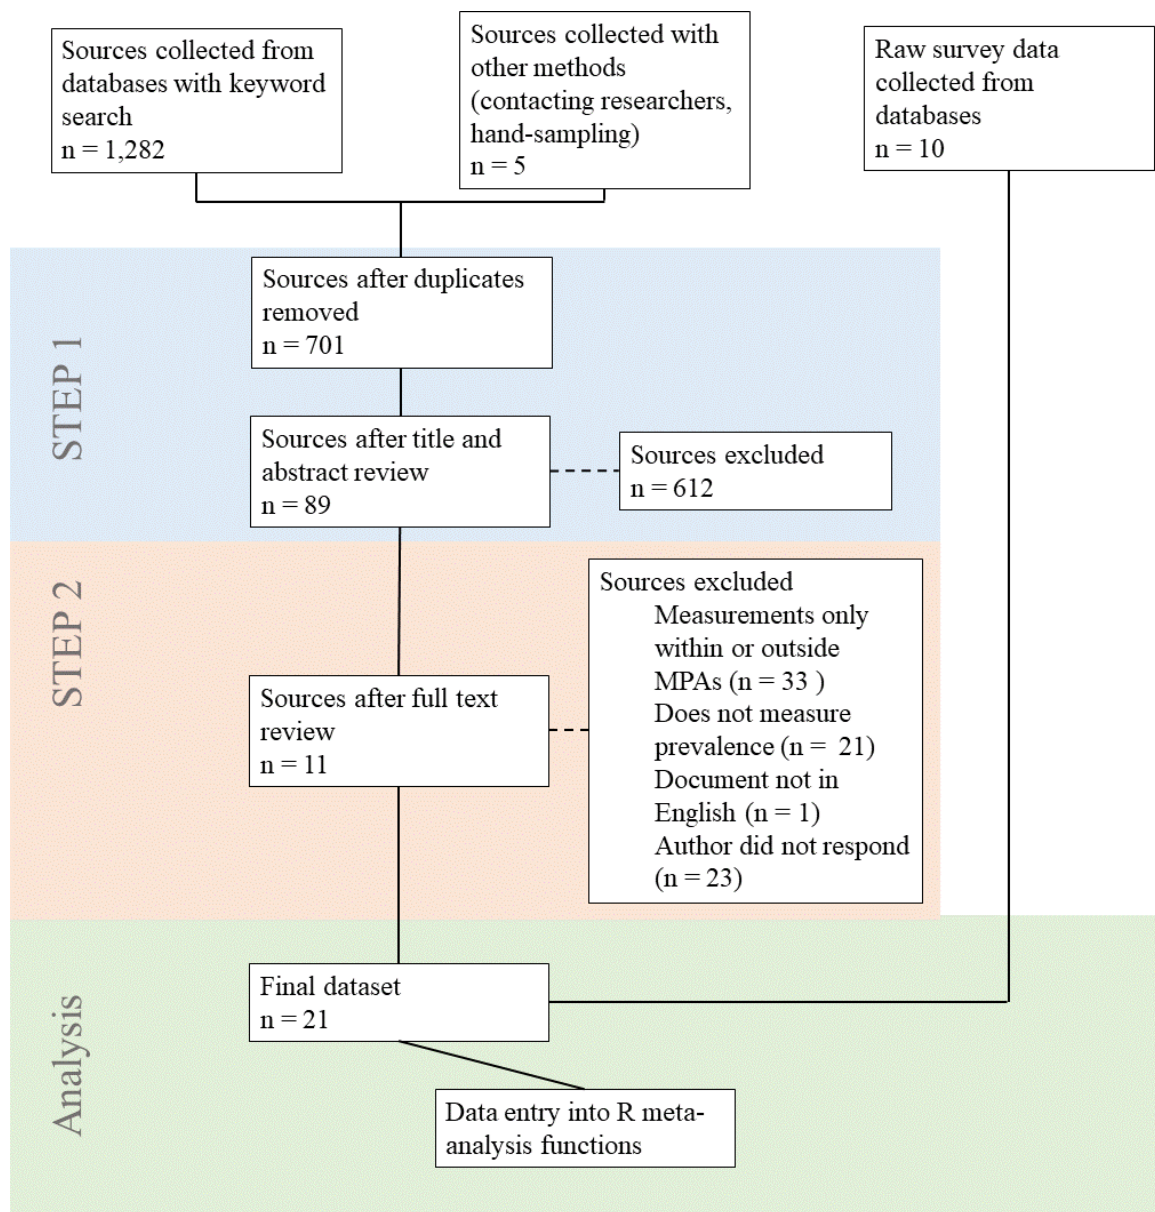 Sources collected from
databases with keyword
search
n = 1,282
Sources collected with
other methods
(contacting researchers,
hand-sampling)
n = 5
Raw survey data
collected from
databases
n = 10
STEP 1
Sources after duplicates
removed
n = 701
Sources after title and
abstract review
n = 89
Sources excluded
n = 612
STEP 2
Sources after full text
review
n = 11
Sources excluded
Measurements only
within or outside
MPAs (n = 33 )
Does not measure
prevalence (n =  21)
Document not in
English (n = 1)
Author did not respond
(n = 23)
Analysis
Final dataset
n = 21
Data entry into R meta-
analysis functions